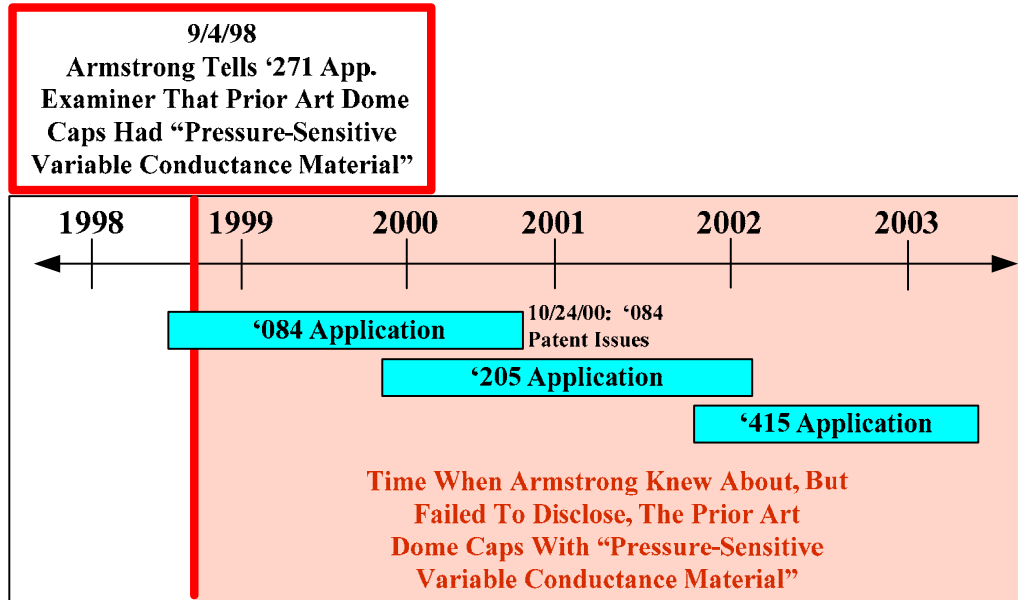 9/4/98
Armstrong Tells ‘271 App.
Examiner That Prior Art Dome
Caps Had “Pressure-Sensitive
Variable Conductance Material”
1998 1999 2000 2001 2002 2003
‘084 Application
10/24/00: ‘084
Patent Issues
‘205 Application
‘415 Application
Time When Armstrong Knew About, But
Failed To Disclose, The Prior Art
Dome Caps With “Pressure-Sensitive
Variable Conductance Material”